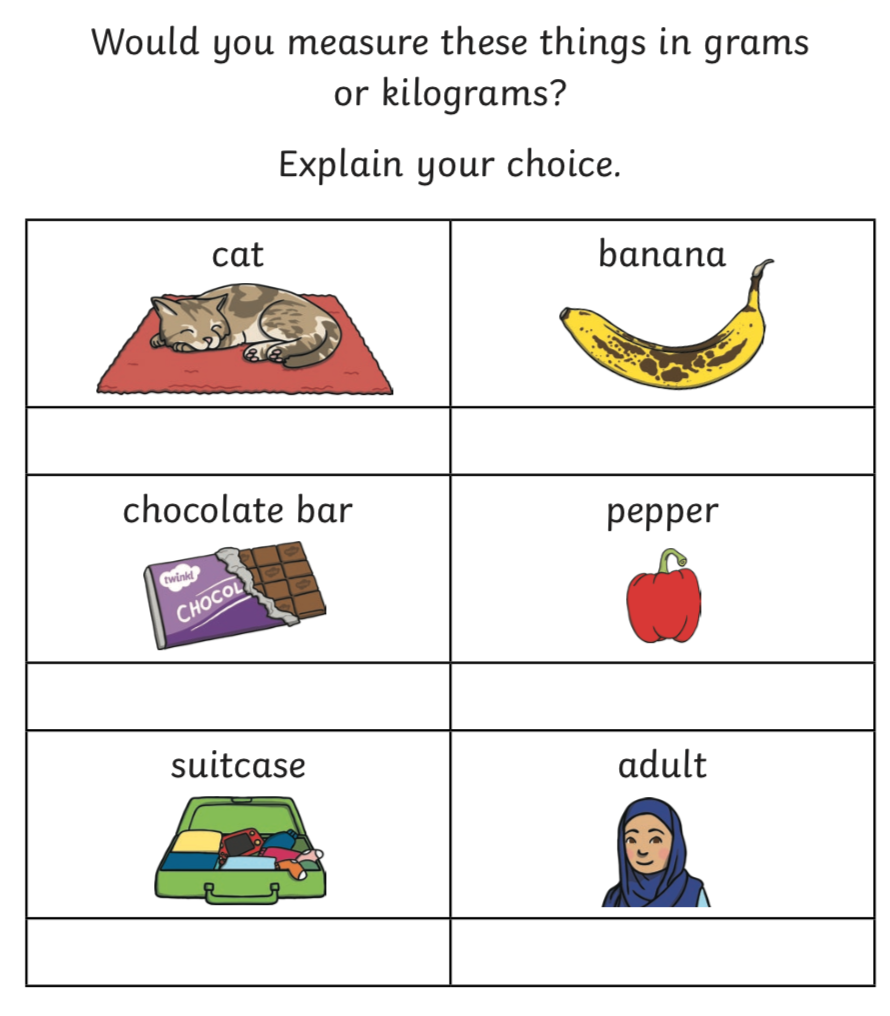 Would you measure these things in grams
or kilograms?
Explain your choice.
cat
banana
chocolate bar
twinkl
CHOCOL
pepper
suitcase
adult